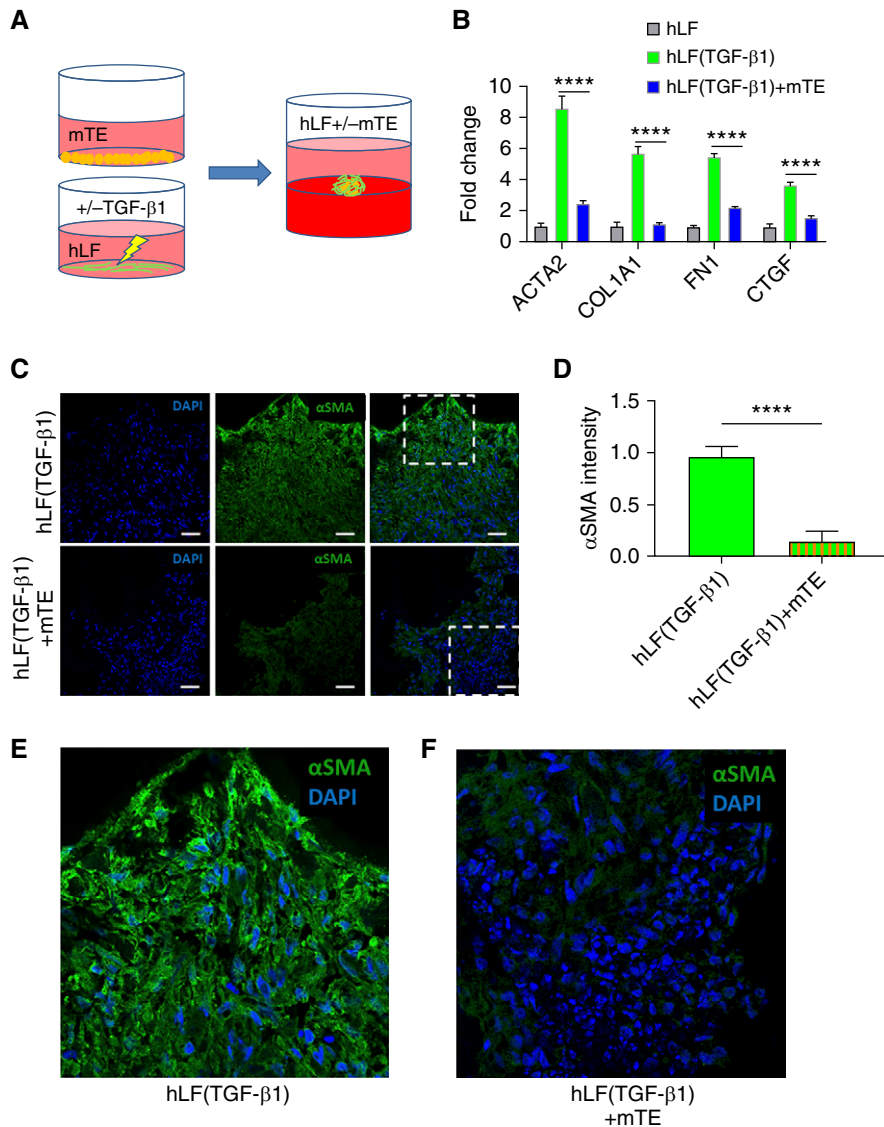 A
mTE
+/–TGF-β1
hLF
hLF+/–mTE
B
hLF
hLF(TGF-β1)
hLF(TGF-β1)+mTE
Fold change
10
8
6
4
2
0
****
****
****
****
ACTA2
COL1A1
FN1
CTGF
C
hLF(TGF-β1)
DAPI
αSMA
hLF(TGF-β1)
+mTE
DAPI
αSMA
D
αSMA intensity
1.5
1.0
0.5
0.0
****
hLF(TGF-β1)
hLF(TGF-β1)+mTE
E
αSMA
DAPI
hLF(TGF-β1)
F
αSMA
DAPI
hLF(TGF-β1)
+mTE